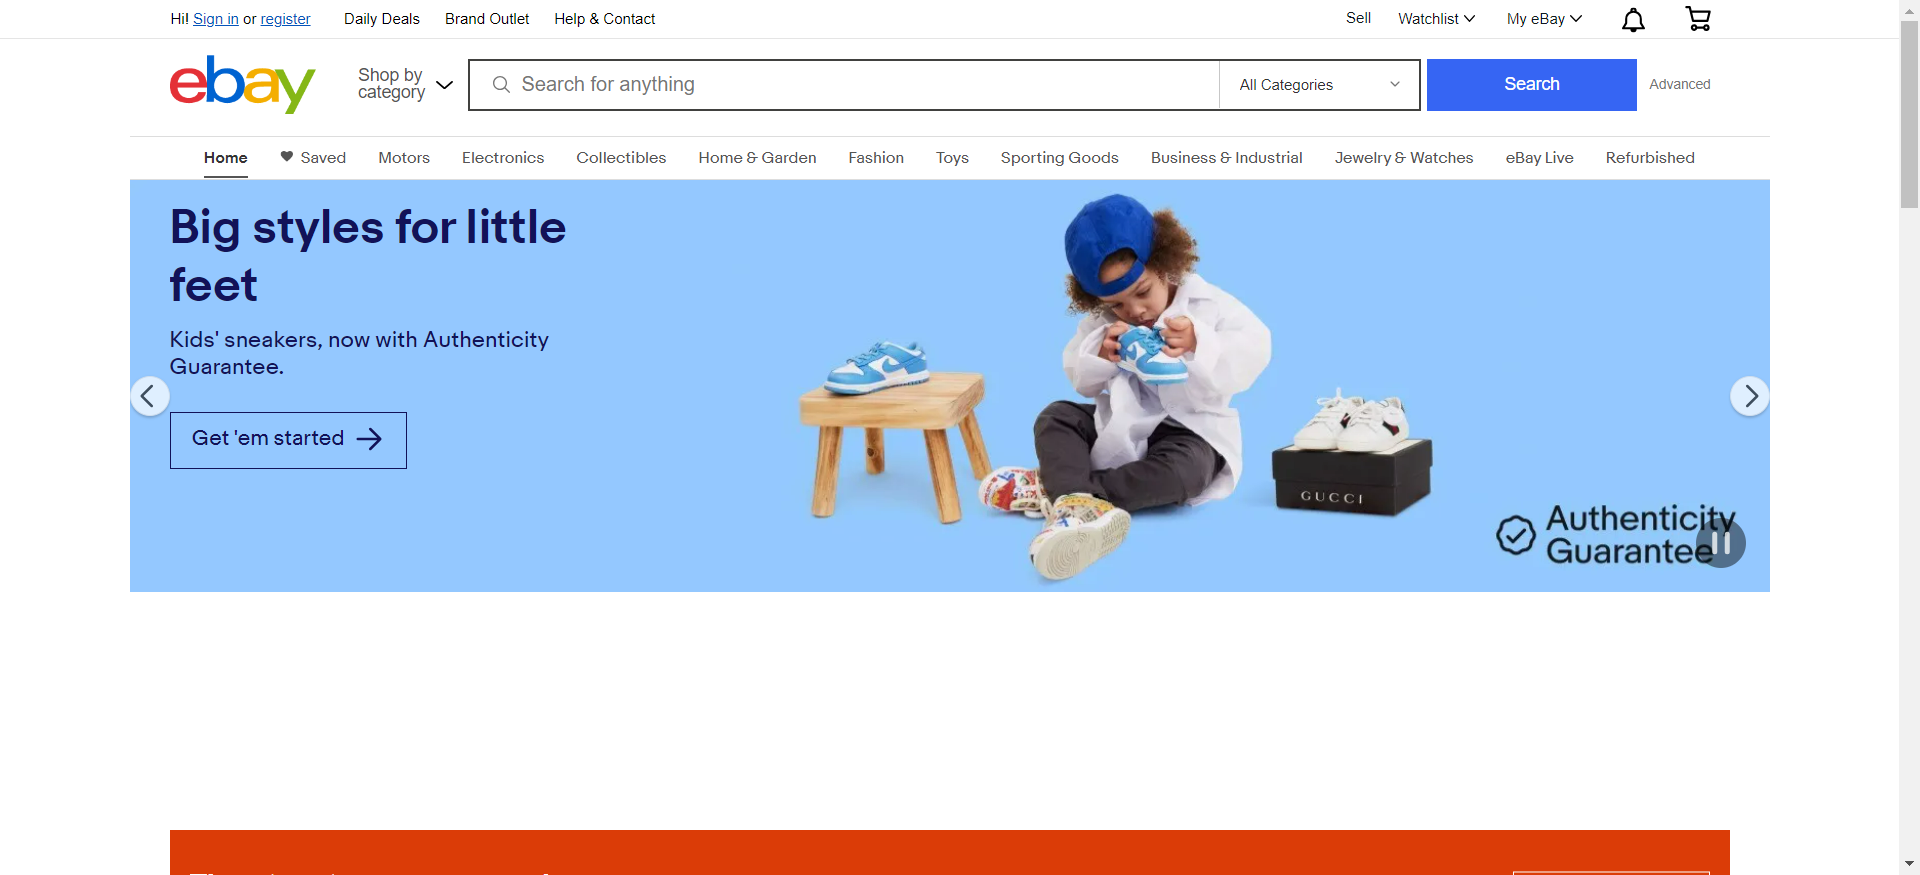 Hi! Sign in or register
Daily Deals
Brand Outlet
Help & Contact
Sell
Watchlist
My eBay
ebay
Shop by
category
Search for anything
All Categories
Search
Advanced
Home
Saved
Motors
Electronics
Collectibles
Home & Garden
Fashion
Toys
Sporting Goods
Business & Industrial
Jewelry & Watches
eBay Live
Refurbished
Big styles for little
feet
Kids' sneakers, now with Authenticity
Guarantee.
Get 'em started
GUCCI
Authenticity
Guarantee